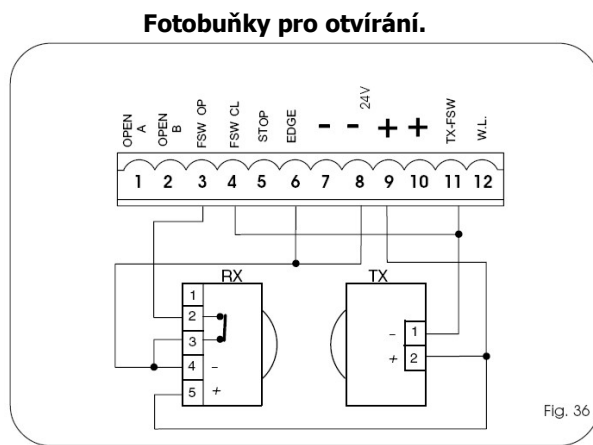 Fotobuňky pro otvírání.
OPEN A
OPEN B
FSW OP
FSW CL
STOP
EDGE
-
-
24V
+
+
TX-FSW
W.L.
1 2 3 4 5 6 7 8 9 10 11 12
RX
1
2
3
4 -
5 +
TX
- 1
+ 2
Fig. 36